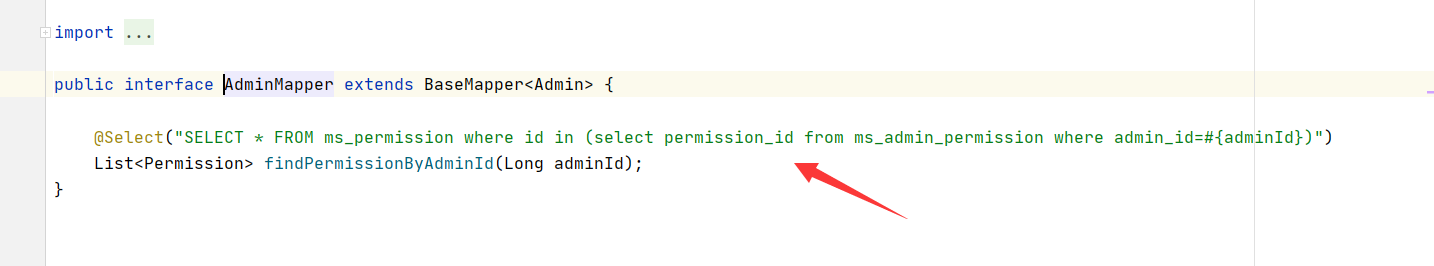 import ...
public interface AdminMapper extends BaseMapper<Admin> {
@Select("SELECT * FROM ms_permission where id in (select permission_id from ms_admin_permission where admin_id=#{adminId})")
List<Permission> findPermissionByAdminId(Long adminId);
}